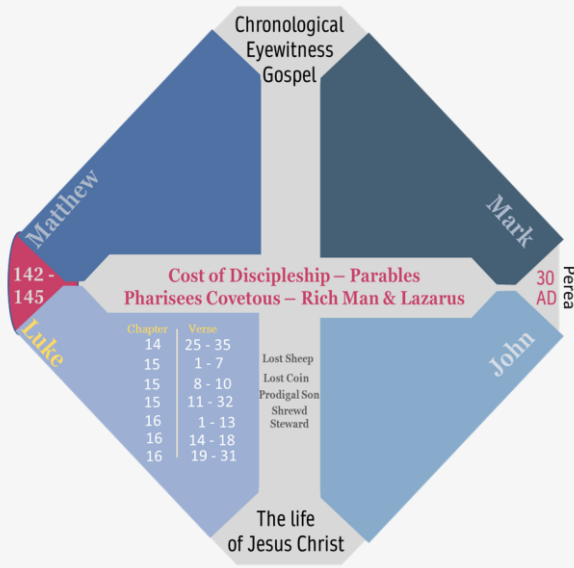 Chronological
Eyewitness
Gospel
Matthew
Mark
142 -
145
Cost of Discipleship – Parables
Pharisees Covetous – Rich Man & Lazarus
30
AD
Perea
Luke
John
Chapter Verse
14 25 - 35
15 1 - 7
15 8 - 10
15 11 - 32
16 1 - 13
16 14 - 18
16 19 - 31
Lost Sheep
Lost Coin
Prodigal Son
Shrewd
Steward
The life
of Jesus Christ